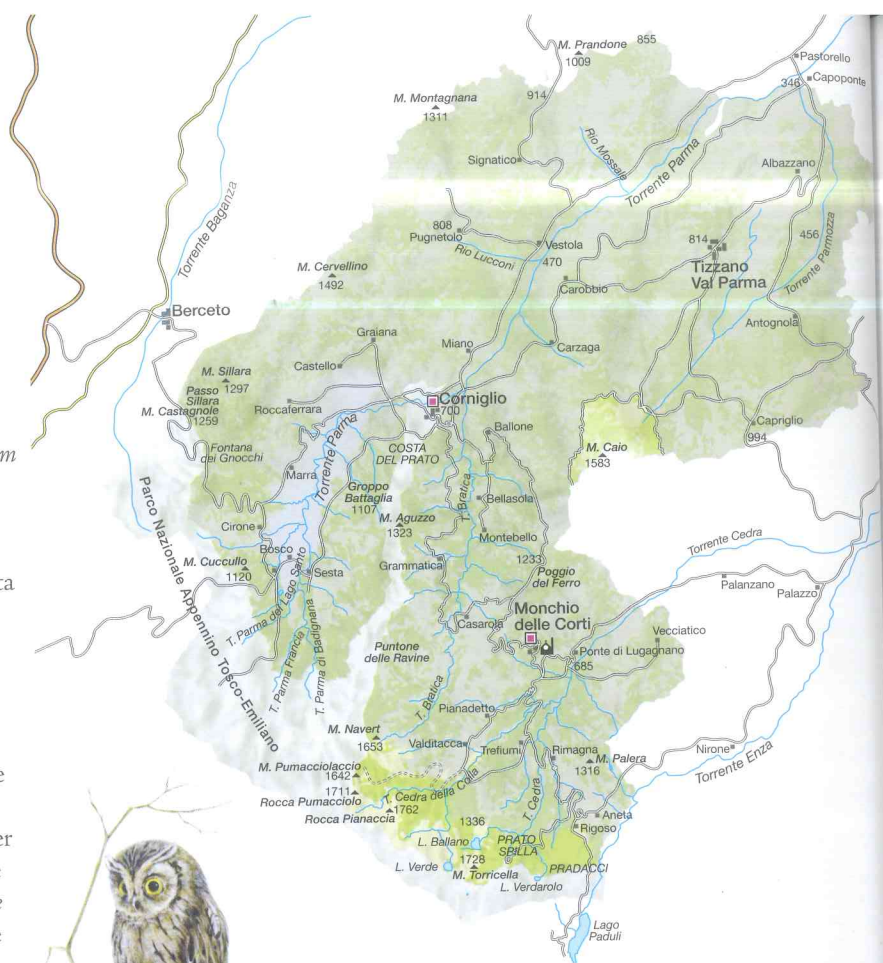 M. Prandone
1009
855
Pastorello
346
Capoponte
914
M. Montagnana
1311
Signatico
Rio Mossale
Torrente Parma
Albazzano
Torrente Baganza
808
Pugnetolo
Rio Lucconi
Vestola
470
814
Tizzano
Val Parma
456
Torrente Parmozza
M. Cervellino
1492
Carobbio
Berceto
Antognola
Graiana
Miano
Carzaga
Castello
M. Sillara
1297
Passo
Sillara
M. Castagnole
1259
Roccaferrara
Corniglio
700
Ballone
Capriglio
994
M. Caio
1583
Fontana
dei Gnocchi
COSTA
DEL PRATO
Torrente Parma
Marra
Groppo
Battaglia
1107
T. Bratica
Bellasola
M. Aguzzo
1323
Cirone
Montebello
Torrente Cedra
Bosco
M. Cuccullo
1120
Sesta
Grammatica
1233
Poggio
del Ferro
Palanzano
Palazzo
Parco Nazionale Appennino Tosco-Emiliano
T. Parma del Lago Santo
T. Parma Francia
T. Parma di Badignana
Casarola
Monchio
delle Corti
Vecciatico
Puntone
delle Ravine
Ponte di Lugagnano
685
T. Bratica
Pianadetto
M. Navert
1653
Valditacca
Trefiumi
Rimagna
M. Palera
1316
Nirone
Torrente Enza
M. Pumacciolaccio
1642
1711
Rocca Pumacciolo
T. Cedra della Colla
1762
Rocca Pianaccia
T. Cedra
1336
Aneta
Rigoso
L. Ballano
PRATO
SPILLA
L. Verde
1728
M. Torricella
PRADACCI
L. Verdarolo
Lago
Paduli
m
ta
e
er